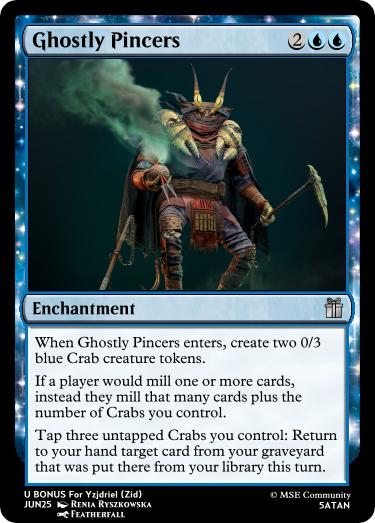 Ghostly Pincers 2
Enchantment
When Ghostly Pincers enters, create two 0/3
blue Crab creature tokens.
If a player would mill one or more cards,
instead they mill that many cards plus the
number of Crabs you control.
Tap three untapped Crabs you control: Return
to your hand target card from your graveyard
that was put there from your library this turn.
U BONUS For Yzjdriel (Zid) © MSE Community
JUN25 Renia Ryszkowska 5ATAN
Featherfall